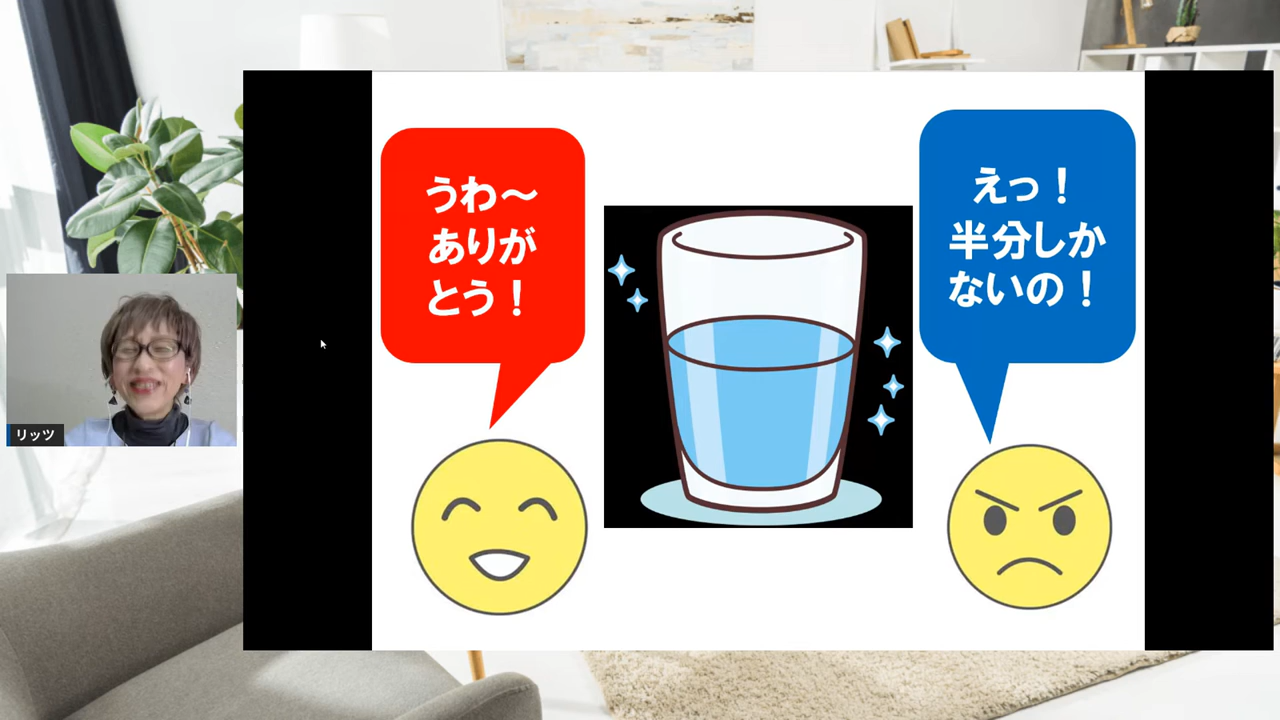 うわ～
ありが
とう！
えっ！
半分しか
ないの！
リッツ